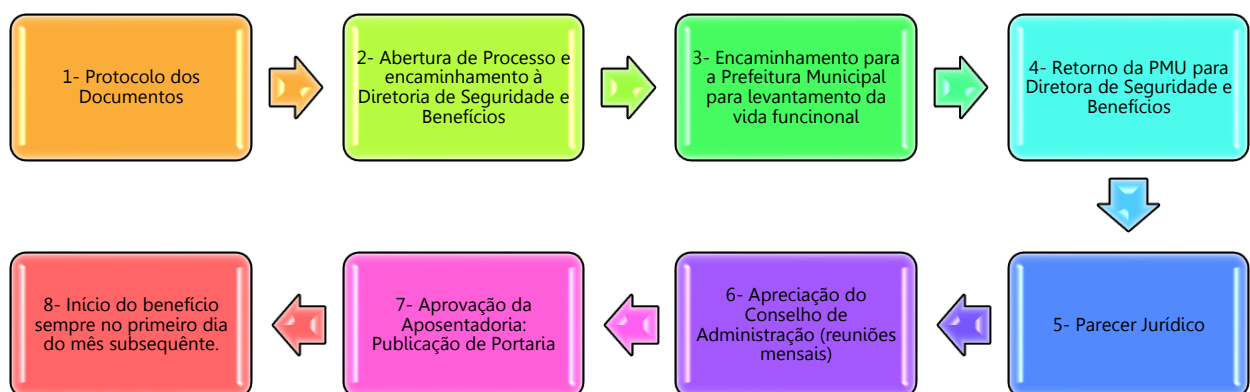 1- Protocolo dos
Documentos
2- Abertura de Processo e
encaminhamento à
Diretoria de Seguridade e
Benefícios
3- Encaminhamento para
a Prefeitura Municipal
para levantamento da
vida funcinonal
4- Retorno da PMU para
Diretora de Seguridade e
Benefícios
5- Parecer Jurídico
6- Apreciação do
Conselho de
Administração (reuniões
mensais)
7- Aprovação da
Aposentadoria:
Publicação de Portaria
8- Início do benefício
sempre no primeiro dia
do mês subsequênte.